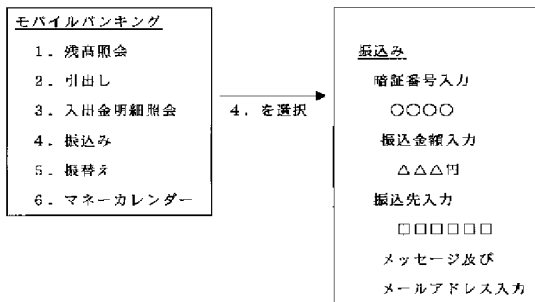 モバイルバンキング
1．残高照会
2．引出し
3．入出金明細照会
4．振込み
5．振替え
6．マネーカレンダー
4．を選択
振込み
暗証番号入力
○○○○
振込金額入力
△△△円
振込先入力
□□□□□□
メッセージ及び
メールアドレス入力